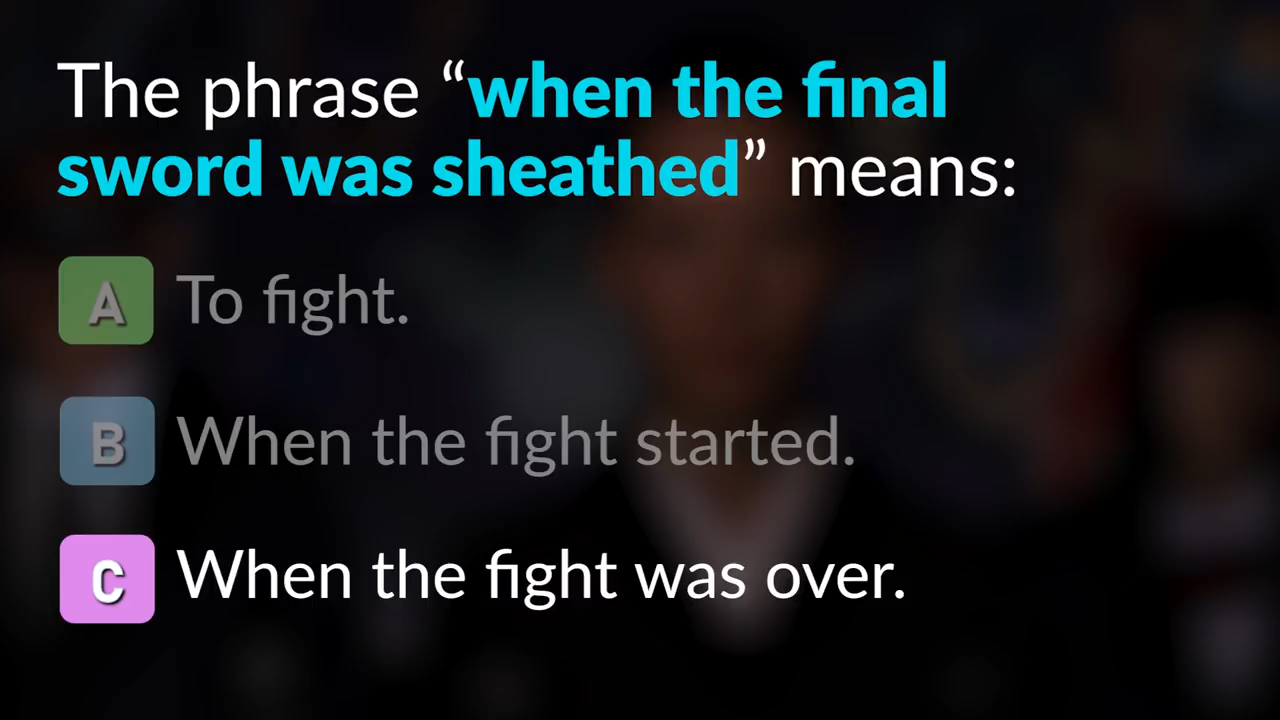 The phrase “when the final
sword was sheathed” means:
A To fight.
B When the fight started.
C When the fight was over.